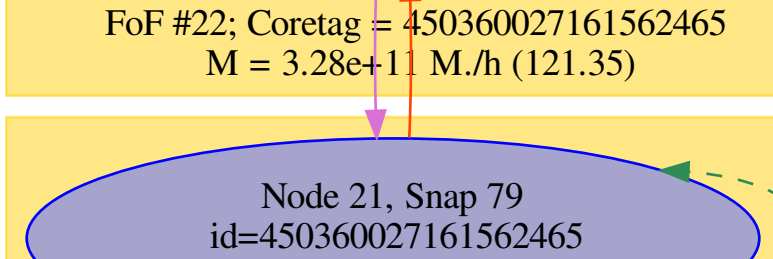 FoF #22; Coretag = 450360027161562465
M = 3.28e+11 M./h (121.35)
Node 21, Snap 79
id=450360027161562465